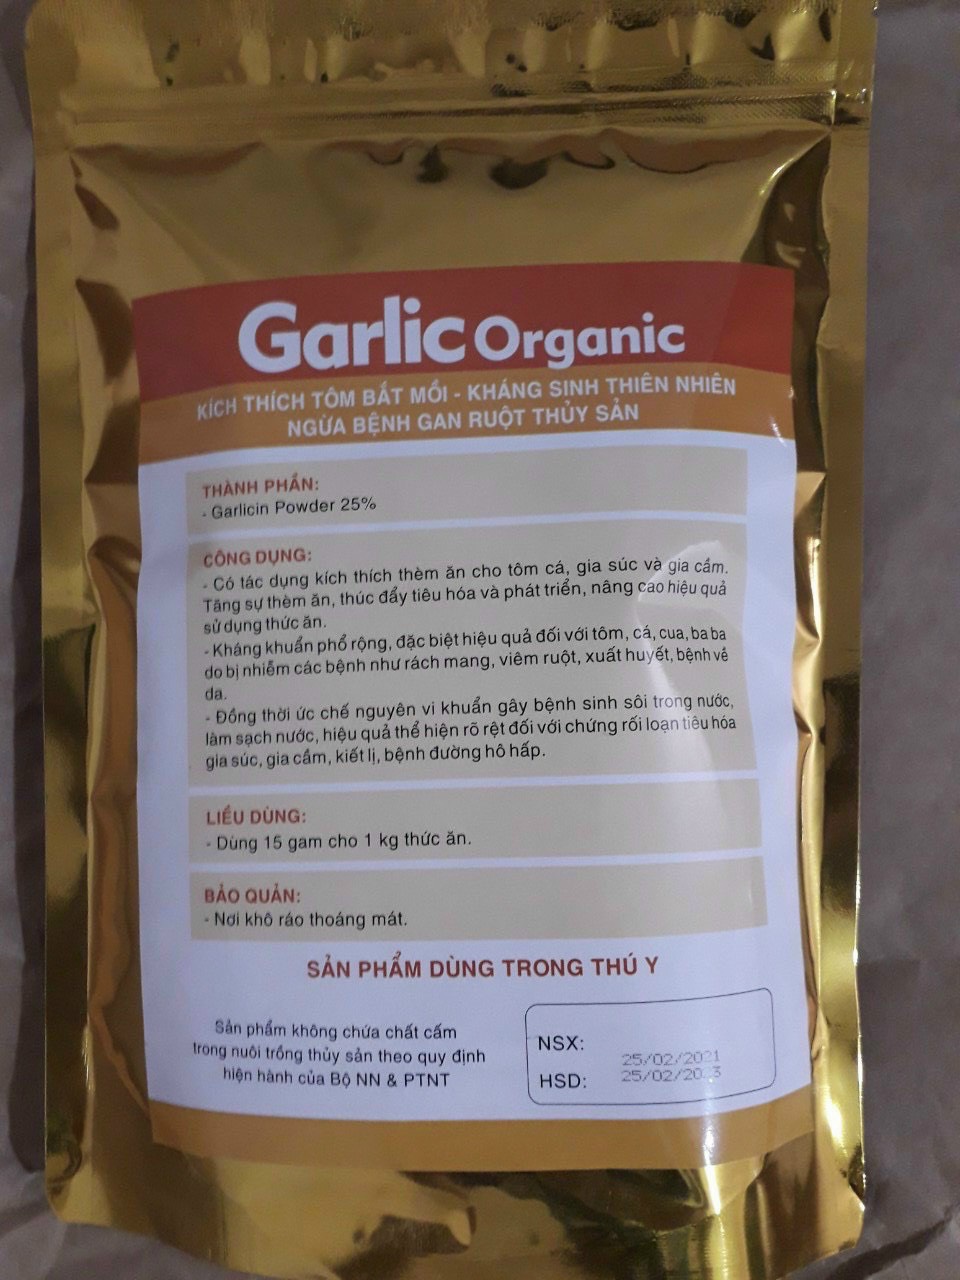 Garlic Organic
KÍCH THÍCH TÔM BẮT MỒI - KHÁNG SINH THIÊN NHIÊN
NGỪA BỆNH GAN RUỘT THỦY SẢN
THÀNH PHẦN:
- Garlicin Powder 25%
CÔNG DỤNG:
- Có tác dụng kích thích thèm ăn cho tôm cá, gia súc và gia cầm.
Tăng sự thèm ăn, thúc đẩy tiêu hóa và phát triển, nâng cao hiệu quả
sử dụng thức ăn.
- Kháng khuẩn phổ rộng, đặc biệt hiệu quả đối với tôm, cá, cua, ba ba
do bị nhiễm các bệnh như rách mang, viêm ruột, xuất huyết, bệnh về
da.
- Đồng thời ức chế nguyên vi khuẩn gây bệnh sinh sôi trong nước,
làm sạch nước, hiệu quả thể hiện rõ rệt đối với chứng rối loạn tiêu hóa
gia súc, gia cầm, kiết lị, bệnh đường hô hấp.
LIỀU DÙNG:
- Dùng 15 gam cho 1 kg thức ăn.
BẢO QUẢN:
- Nơi khô ráo thoáng mát.
SẢN PHẨM DÙNG TRONG THÚ Y
Sản phẩm không chứa chất cấm
trong nuôi trồng thủy sản theo quy định
hiện hành của Bộ NN & PTNT
NSX: 25/02/2021
HSD: